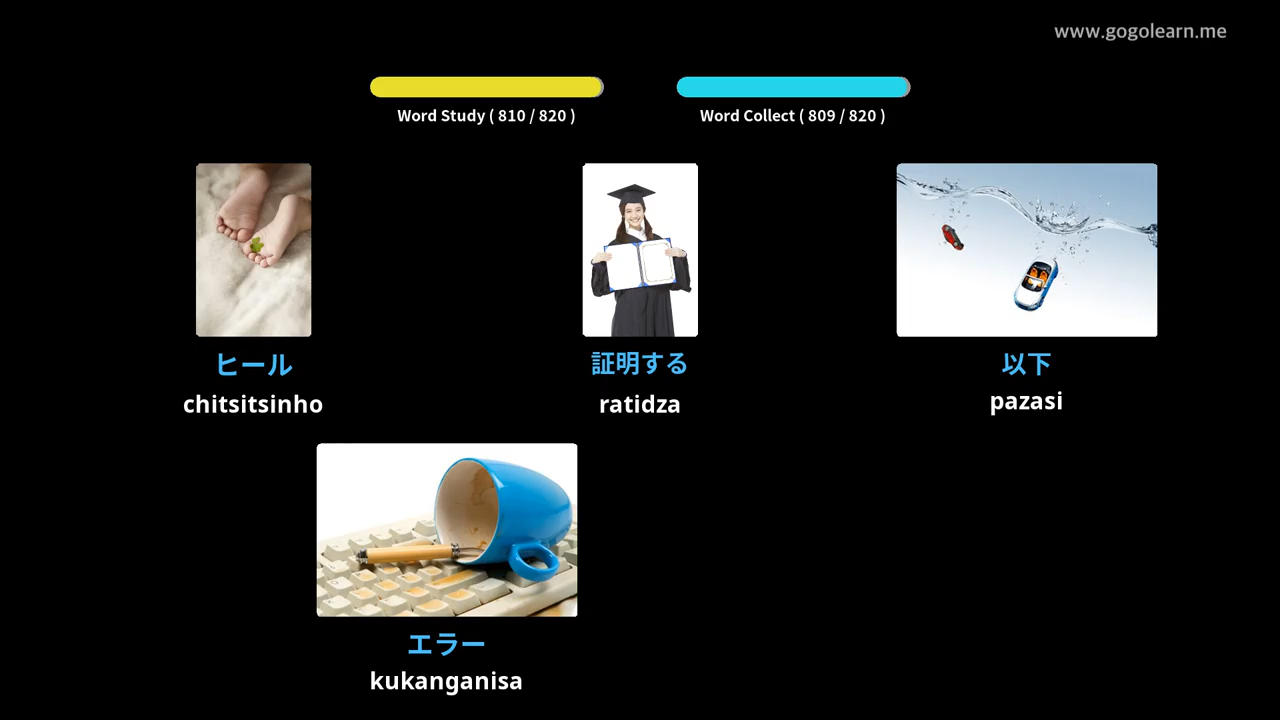 www.gogolearn.me
Word Study ( 810 / 820 )
Word Collect ( 809 / 820 )
ヒール
chitsitsinho
証明する
ratidza
以下
pazasi
エラー
kukanganisa